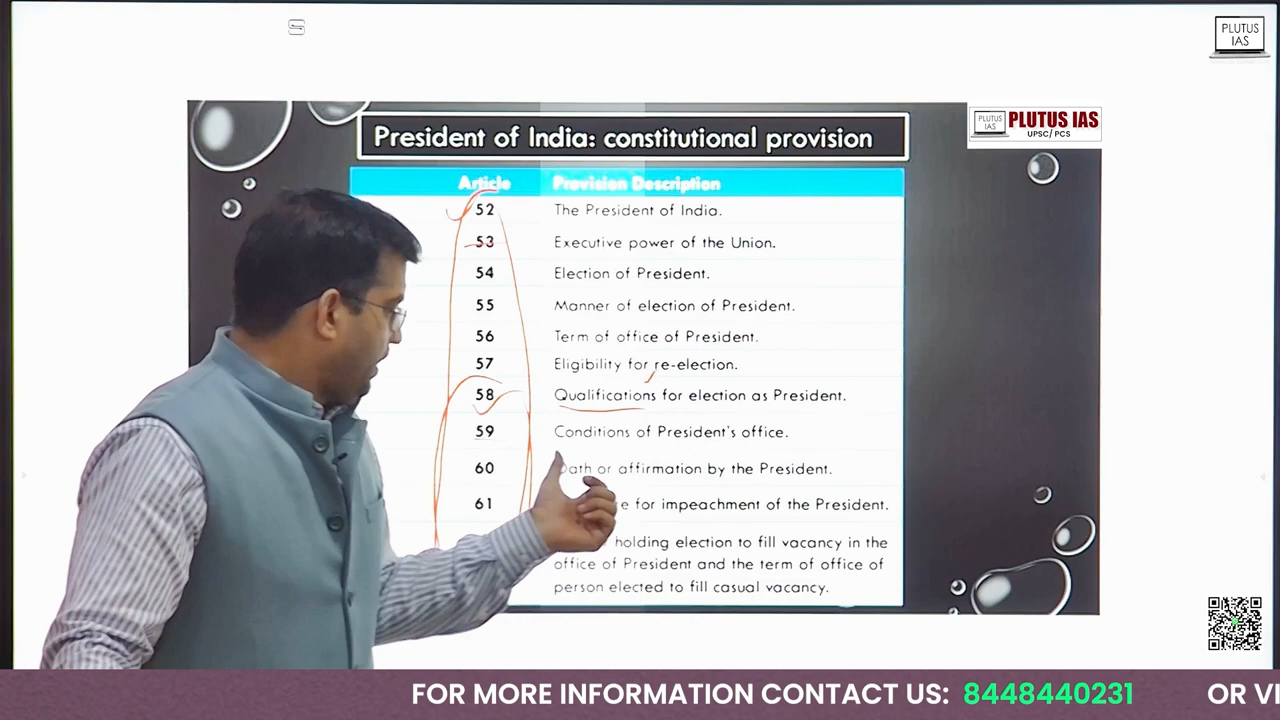 PLUTUS
IAS
PLUTUS
IAS
PLUTUS IAS
UPSC/ PCS
President of India: constitutional provision
Article Provision Description
52 The President of India.
53 Executive power of the Union.
54 Election of President.
55 Manner of election of President.
56 Term of office of President.
57 Eligibility for re-election.
58 Qualifications for election as President.
59 Conditions of President's office.
60 or affirmation by the President.
61 for impeachment of the President.
holding election to fill vacancy in the
office of President and the term of office of
person elected to fill casual vacancy.
FOR MORE INFORMATION CONTACT US: 8448440231 OR